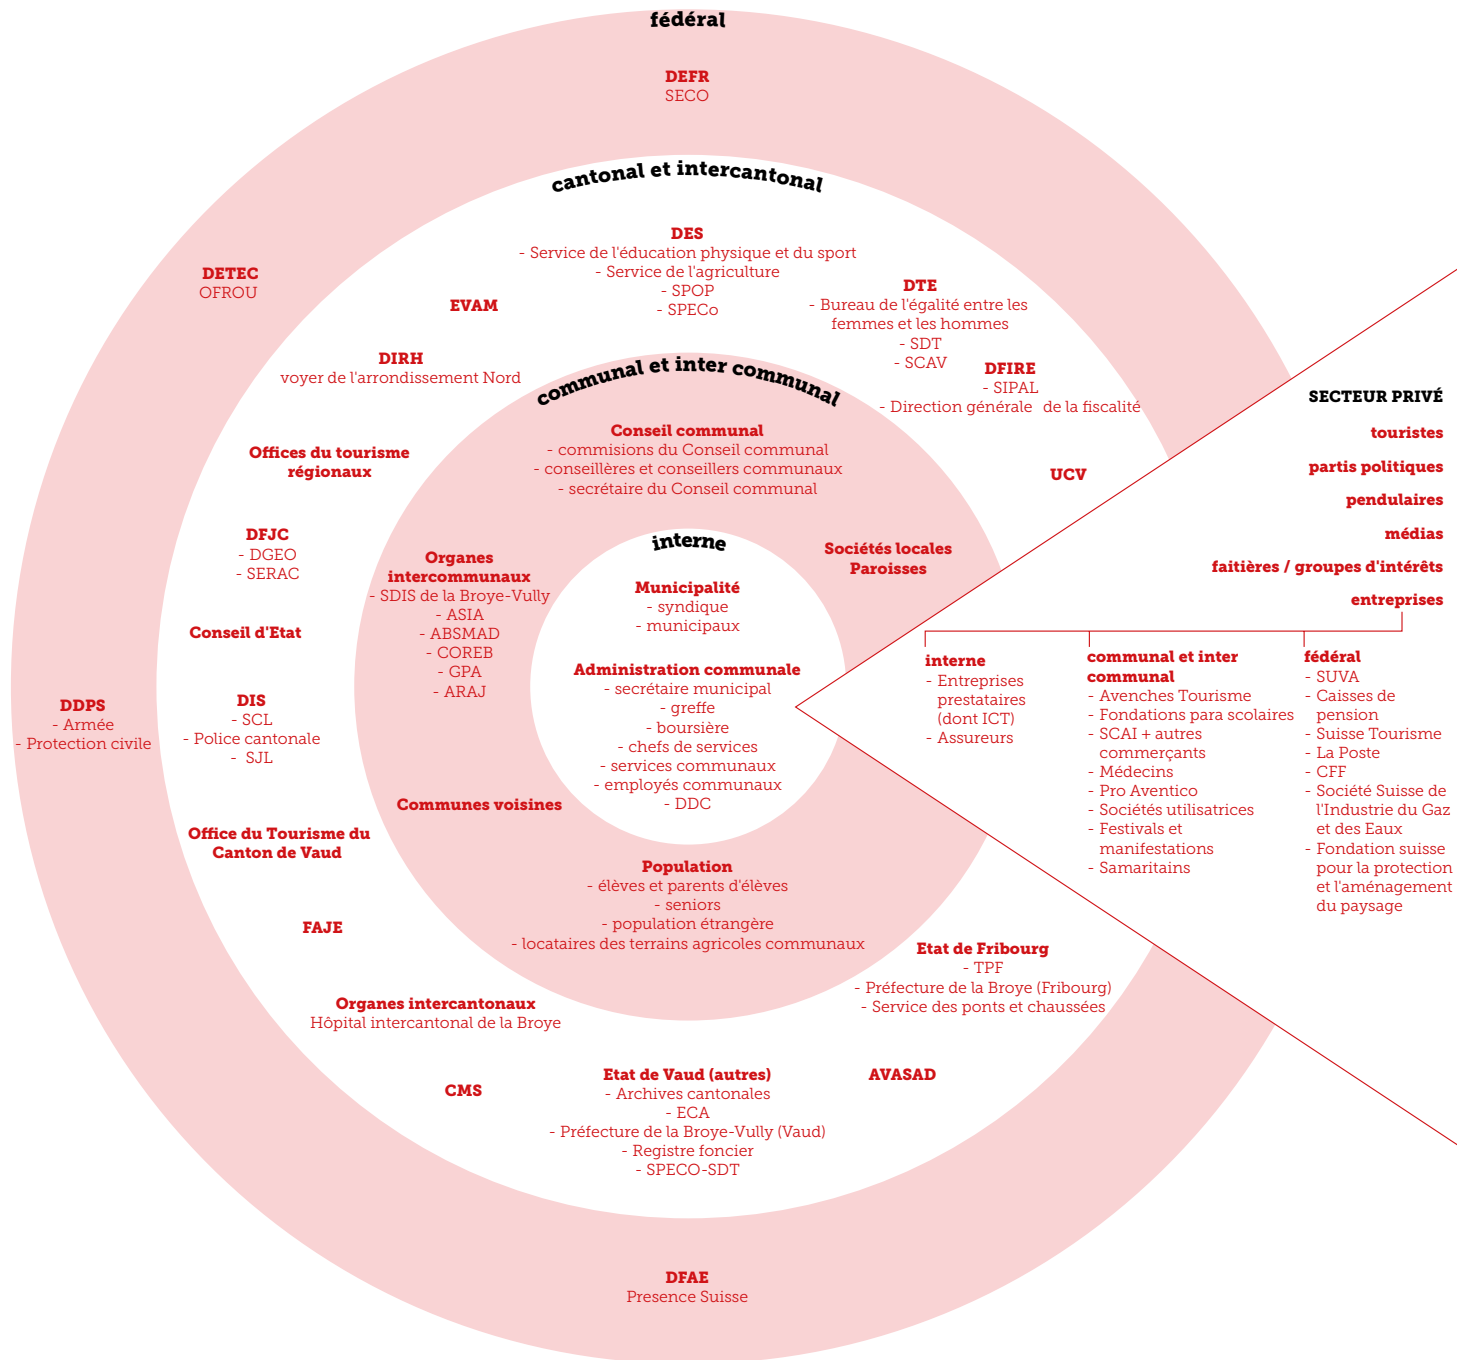 fédéral
DEFR
SECO
DETEC
OFROU
DDPS
- Armée
- Protection civile
DFAE
Presence Suisse
cantonal et intercantonal
DES
- Service de l'éducation physique et du sport
- Service de l'agriculture
- SPOP
- SPECo
DTE
- Bureau de l'égalité entre les
femmes et les hommes
- SDT
- SCAV
DFIRE
- SIPAL
- Direction générale de la fiscalité
UCV
EVAM
DIRH
voyer de l'arrondissement Nord
Offices du tourisme
régionaux
DFJC
- DGEO
- SERAC
Conseil d'Etat
DIS
- SCL
- Police cantonale
- SJL
Office du Tourisme du
Canton de Vaud
FAJE
Organes intercantonaux
Hôpital intercantonal de la Broye
CMS
Etat de Vaud (autres)
- Archives cantonales
- ECA
- Préfecture de la Broye-Vully (Vaud)
- Registre foncier
- SPECO-SDT
AVASAD
Etat de Fribourg
- TPF
- Préfecture de la Broye (Fribourg)
- Service des ponts et chaussées
communal et inter communal
Conseil communal
- commisions du Conseil communal
- conseillères et conseillers communaux
- secrétaire du Conseil communal
Sociétés locales
Paroisses
Organes
intercommunaux
- SDIS de la Broye-Vully
- ASIA
- ABSMAD
- COREB
- GPA
- ARAJ
Communes voisines
Population
- élèves et parents d'élèves
- seniors
- population étrangère
- locataires des terrains agricoles communaux
interne
Municipalité
- syndique
- municipaux
Administration communale
- secrétaire municipal
- greffe
- boursière
- chefs de services
- services communaux
- employés communaux
- DDC
SECTEUR PRIVÉ
touristes
partis politiques
pendulaires
médias
faitières / groupes d'intérêts
entreprises
interne
- Entreprises
prestataires
(dont ICT)
- Assureurs
communal et inter
communal
- Avenches Tourisme
- Fondations para scolaires
- SCAI + autres
commerçants
- Médecins
- Pro Aventico
- Sociétés utilisatrices
- Festivals et
manifestations
- Samaritains
fédéral
- SUVA
- Caisses de
pension
- Suisse Tourisme
- La Poste
- CFF
- Société Suisse de
l'Industrie du Gaz
et des Eaux
- Fondation suisse
pour la protection
et l'aménagement
du paysage